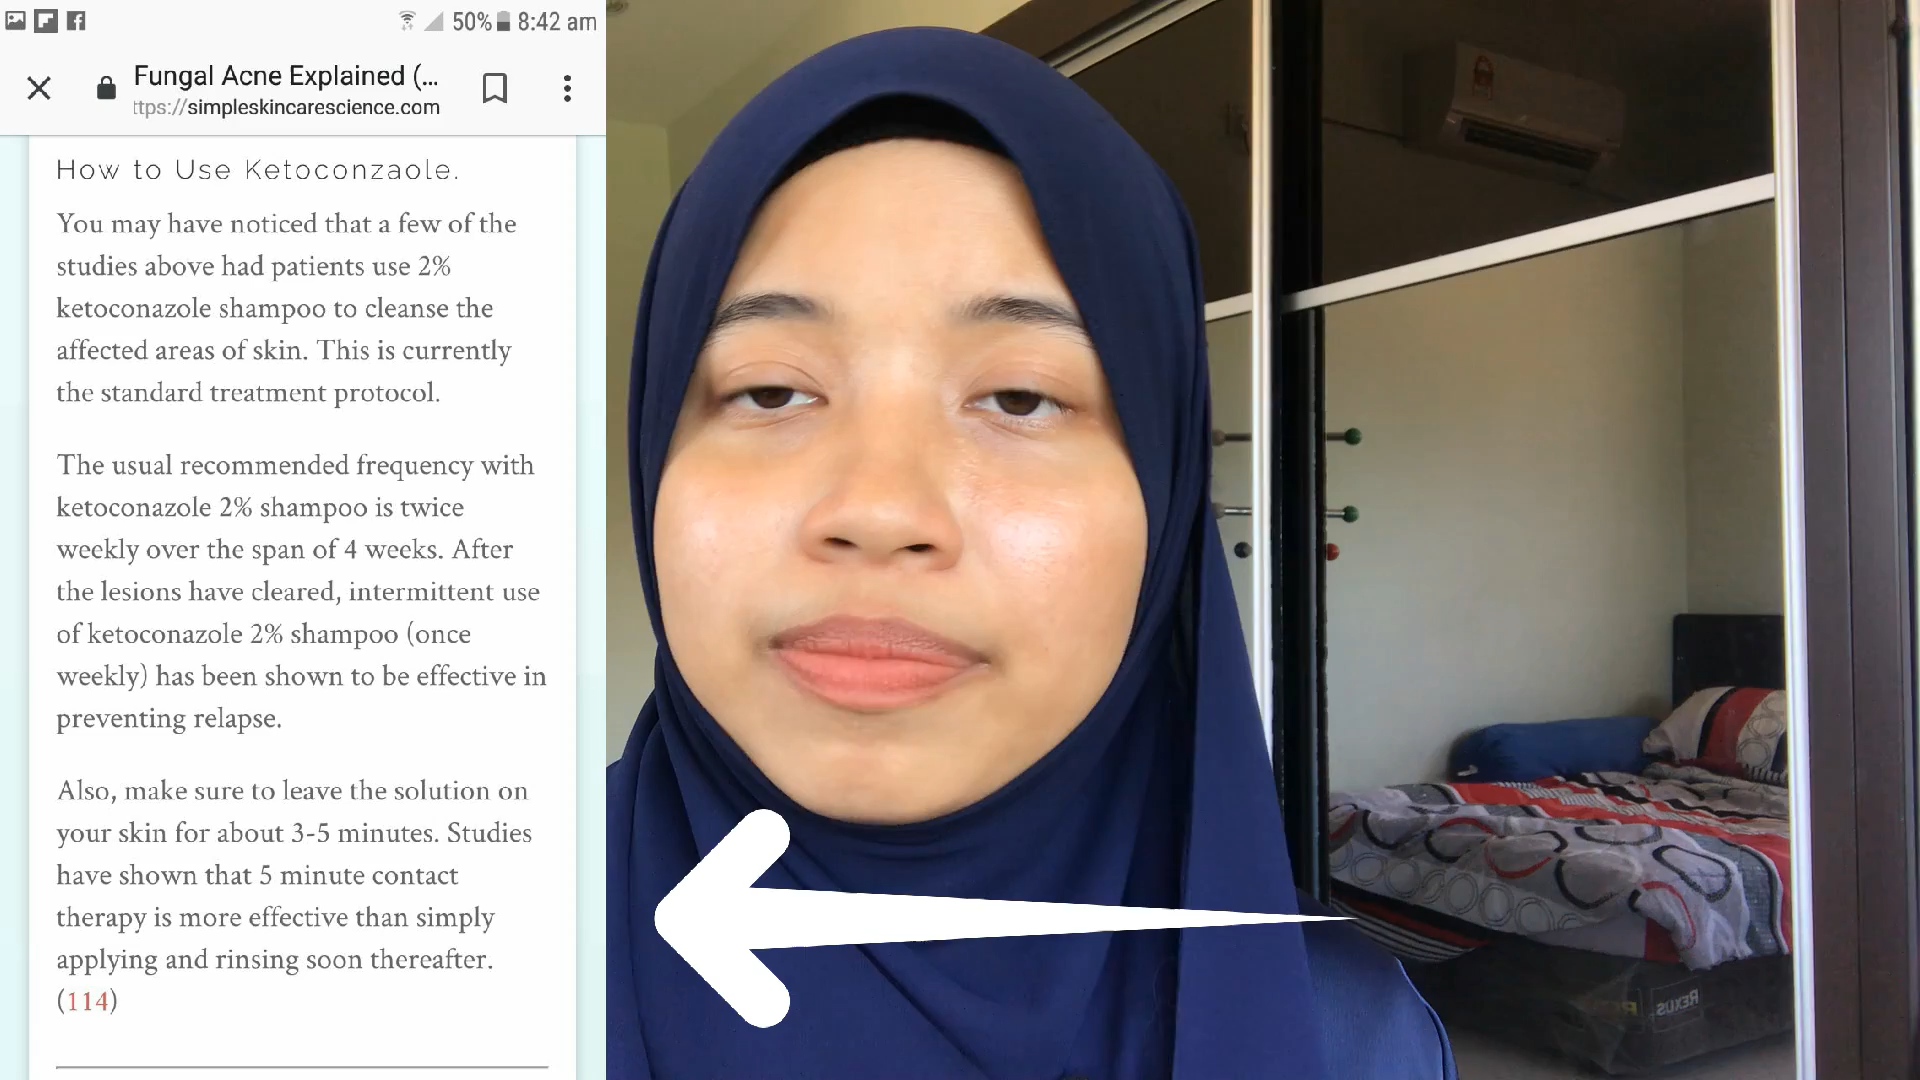 50% 8:42 am
Fungal Acne Explained (...
ttps://simpleskincarescience.com
How to Use Ketoconzaole.
You may have noticed that a few of the
studies above had patients use 2%
ketoconazole shampoo to cleanse the
affected areas of skin. This is currently
the standard treatment protocol.
The usual recommended frequency with
ketoconazole 2% shampoo is twice
weekly over the span of 4 weeks. After
the lesions have cleared, intermittent use
of ketoconazole 2% shampoo (once
weekly) has been shown to be effective in
preventing relapse.
Also, make sure to leave the solution on
your skin for about 3-5 minutes. Studies
have shown that 5 minute contact
therapy is more effective than simply
applying and rinsing soon thereafter.
(114)
REXUS